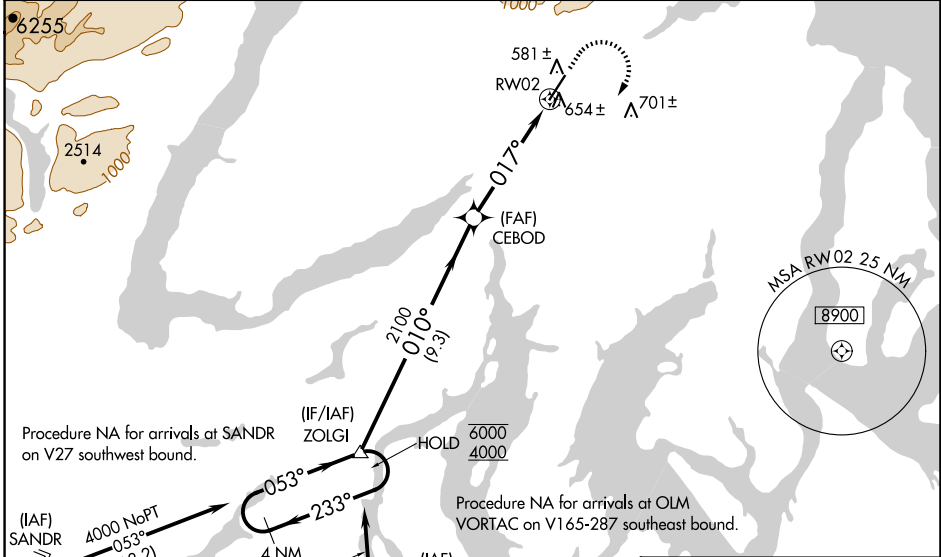 1000
6255
581 ±
RW02
654±
701±
2514
1000
017°
(FAF)
CEBOD
MSA RW02 25 NM
8900
2100
010°
(9.3)
(IF/IAF)
ZOLGI
HOLD
6000
4000
Procedure NA for arrivals at SANDR
on V27 southwest bound.
053°
233°
Procedure NA for arrivals at OLM
VORTAC on V165-287 southeast bound.
(IAF)
SANDR
4000 NoPT
053°
4 NM
(IAF)